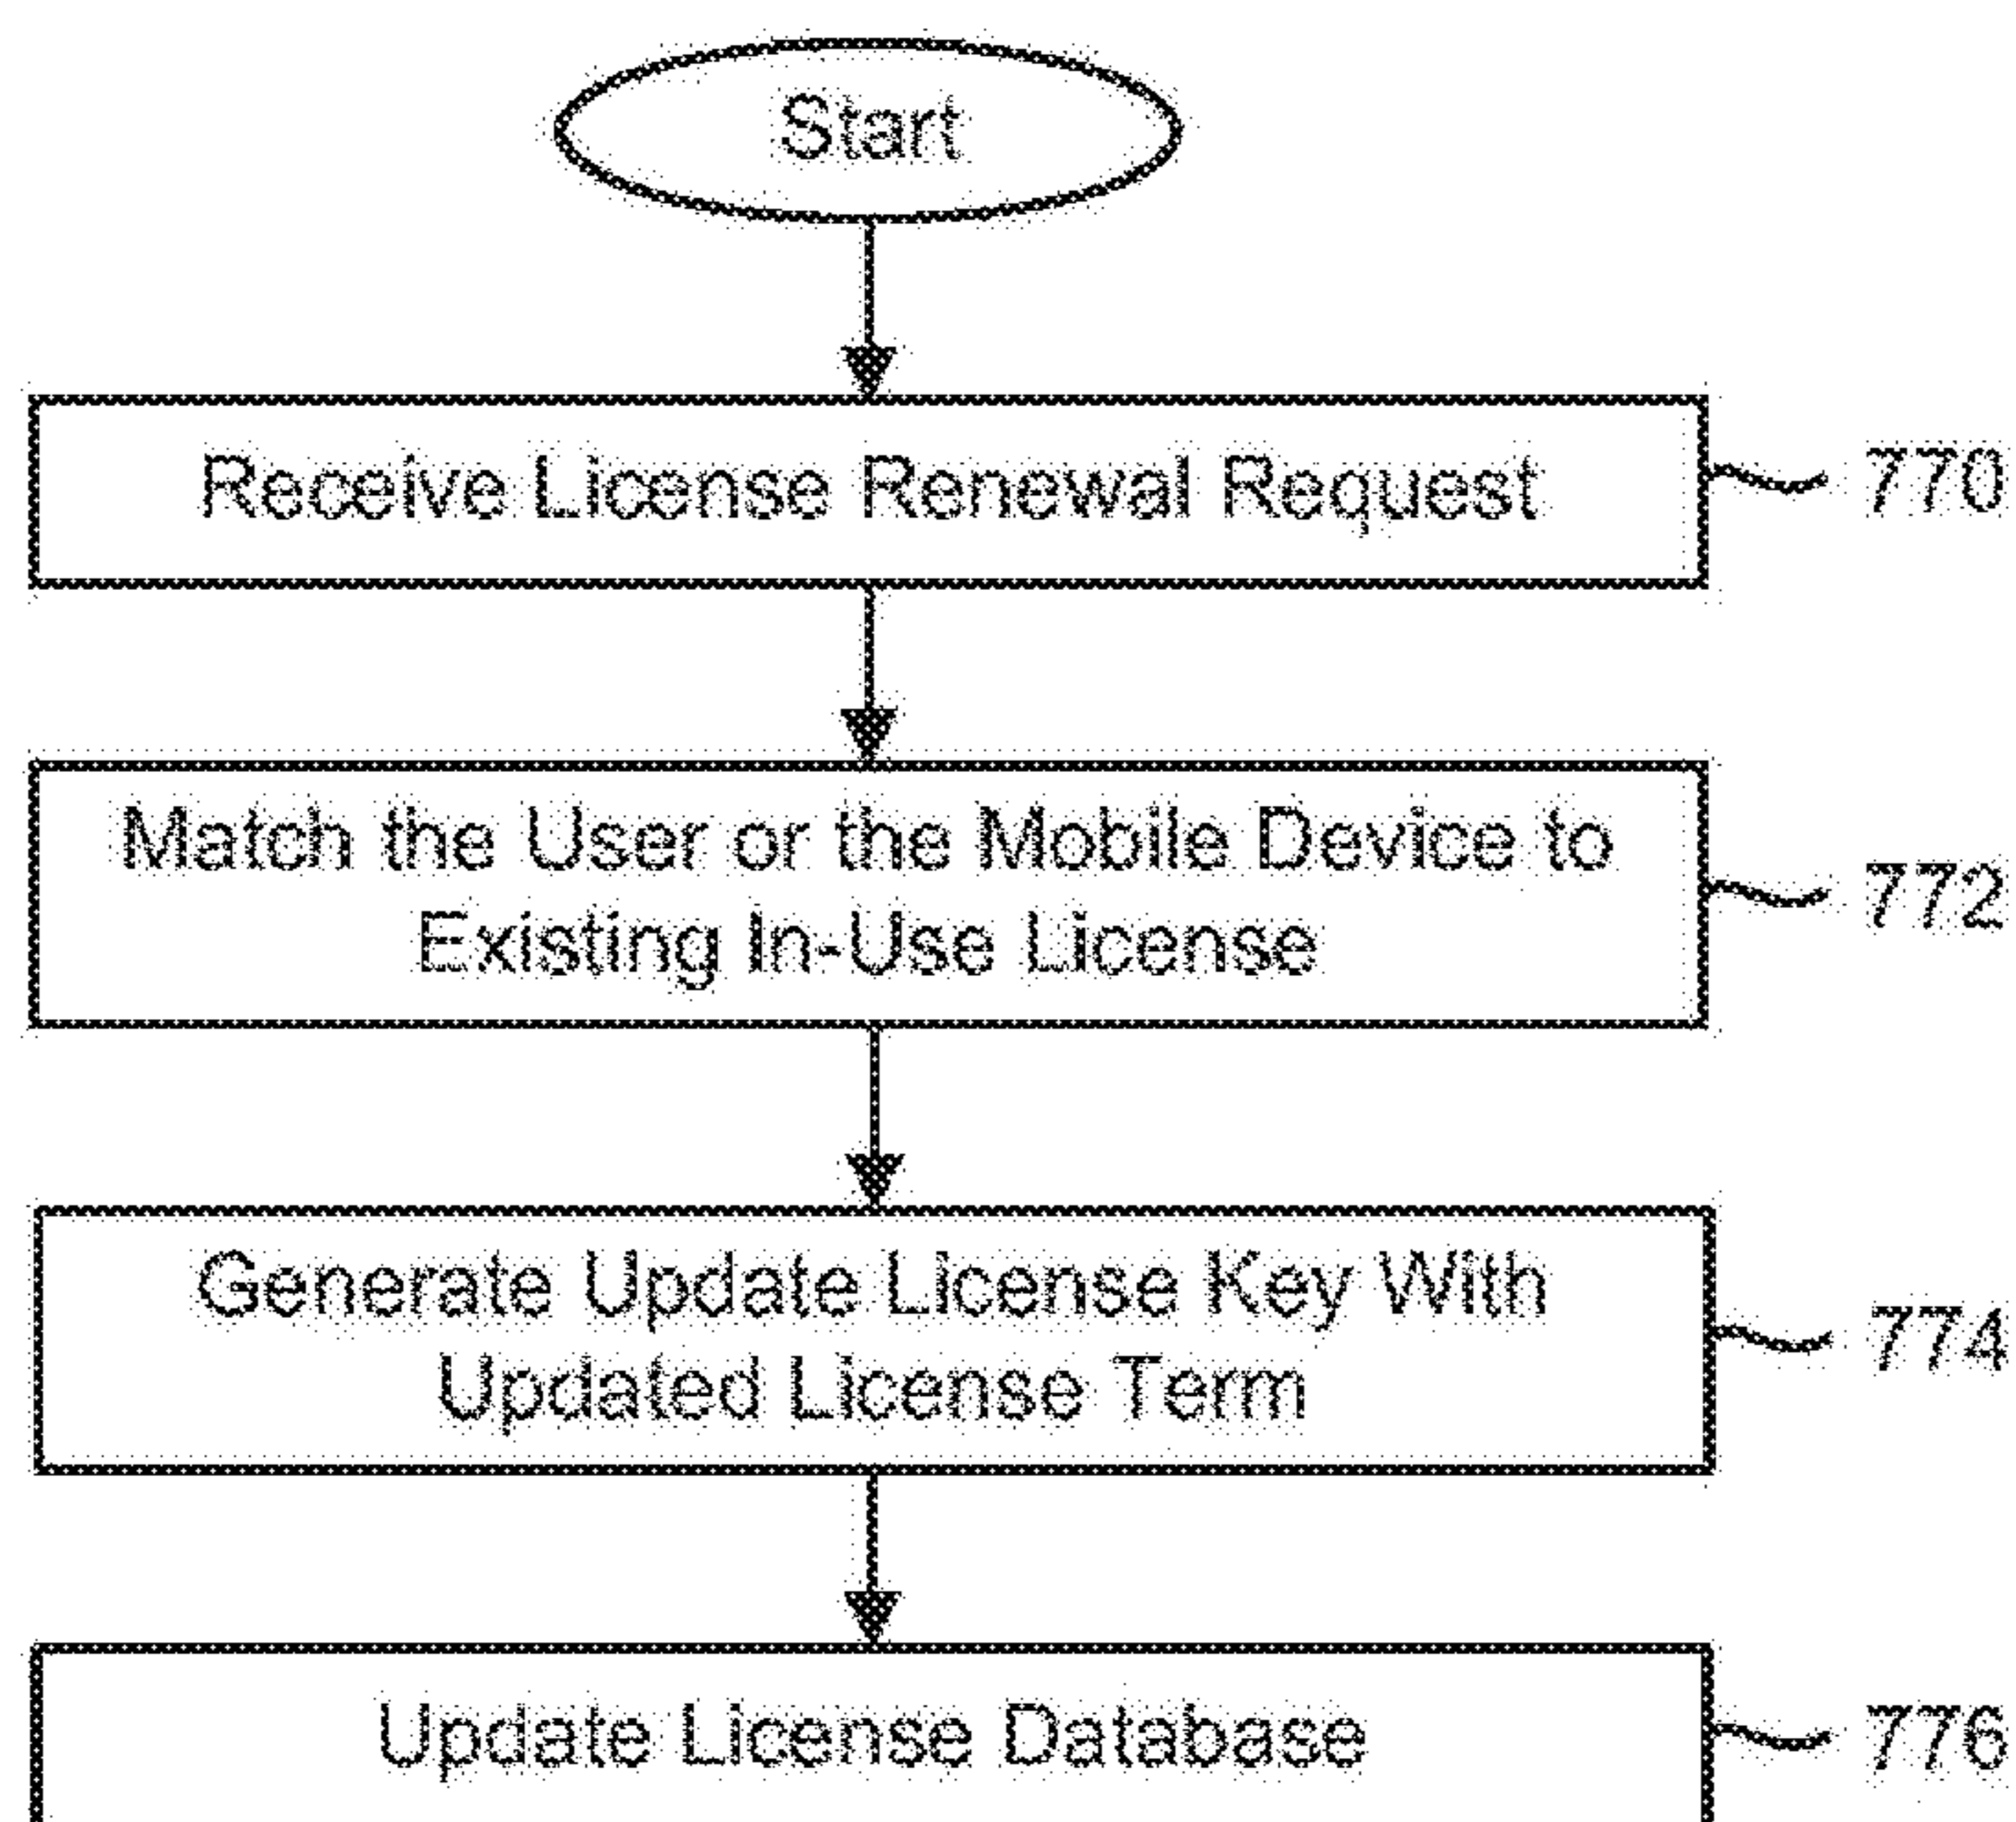 Start
Receive License Renewal Request
770
Match the User or the Mobile Device to
Existing In-Use License
772
Generate Update License Key With
Updated License Term
774
Update License Database
776